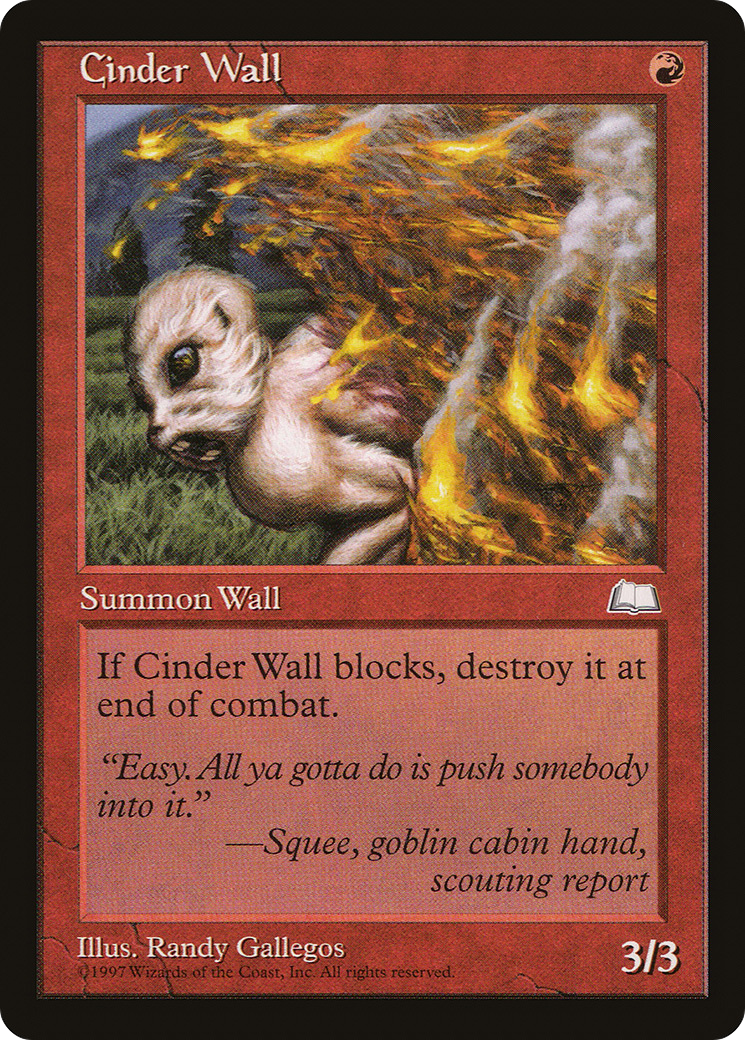 Cinder Wall
Summon Wall
If Cinder Wall blocks, destroy it at
end of combat.
“Easy. All ya gotta do is push somebody
into it.”
—Squee, goblin cabin hand,
scouting report
Illus. Randy Gallegos
©1997 Wizards of the Coast, Inc. All rights reserved.
3/3